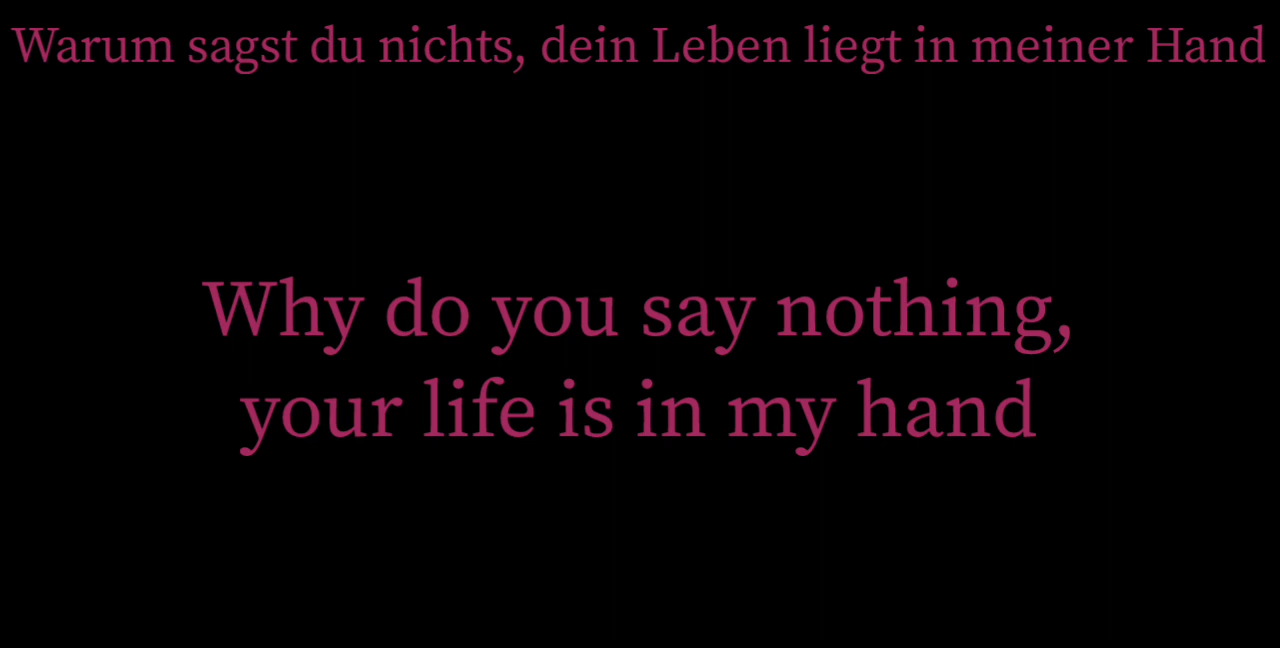 Warum sagst du nichts, dein Leben liegt in meiner Hand
Why do you say nothing,
your life is in my hand